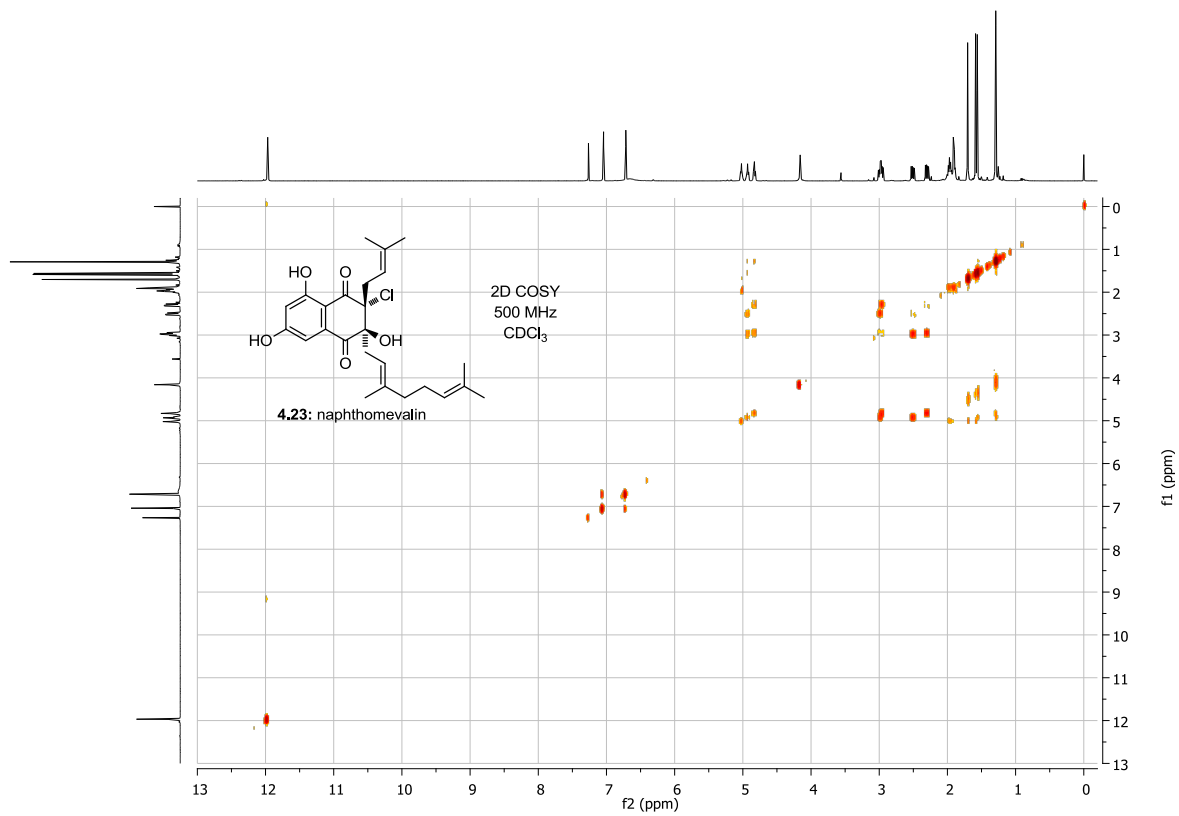 HO
O
Cl
HO
OH
O
4.23: naphthomevalin
2D COSY
500 MHz
CDCl3
0
1
2
3
4
5
6
7
8
9
10
11
12
13
f1 (ppm)
13 12 11 10 9 8 7 6 5 4 3 2 1 0
f2 (ppm)